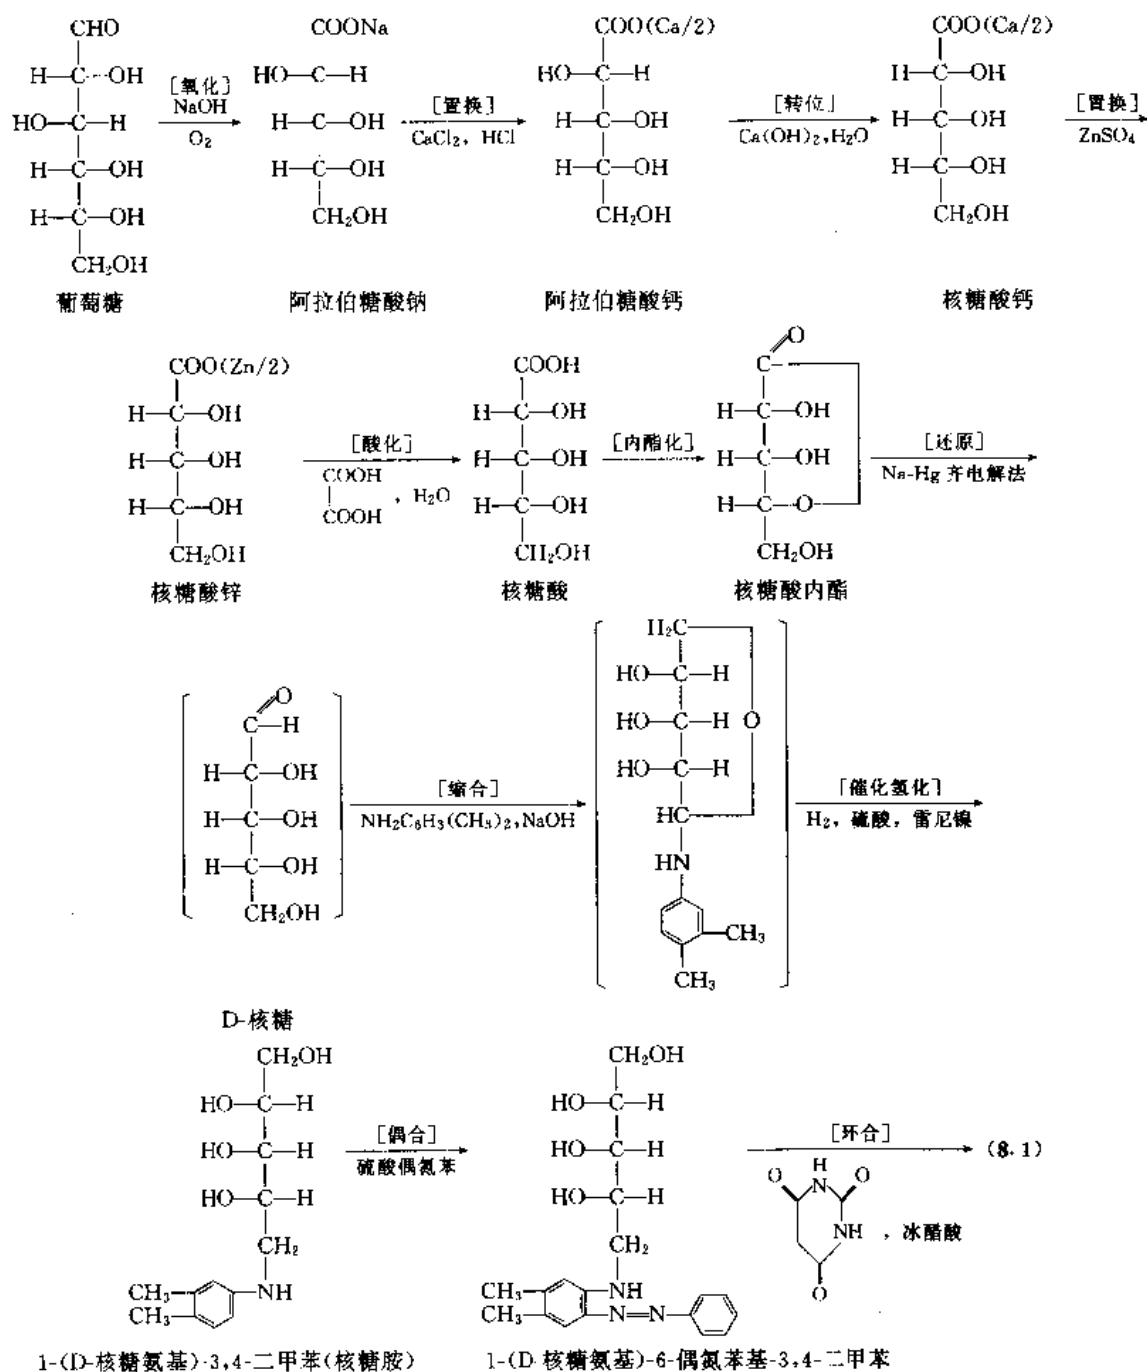 CHO COONa COO(Ca/2) COO(Ca/2)
H—C—OH [氧化] HO—C—H [置换] HO—C—H [转位] H—C—OH [置换]
HO—C—H NaOH O₂ H—C—OH CaCl₂, HCl H—C—OH Ca(OH)₂,H₂O H—C—OH ZnSO₄
H—C—OH H—C—OH H—C—OH H—C—OH
H—C—OH CH₂OH CH₂OH CH₂OH
CH₂OH
葡萄糖 阿拉伯糖酸钠 阿拉伯糖酸钙 核糖酸钙
COO(Zn/2) COOH C O
H—C—OH [酸化] H—C—OH [内酯化] H—C—OH [还原]
H—C—OH COOH COOH , H₂O H—C—OH H—C—OH Na-Hg 齐电解法
H—C—OH H—C—OH H—C—O
CH₂OH CH₂OH CH₂OH
核糖酸锌 核糖酸 核糖酸内酯
O H₂C
C—H HO—C—H
H—C—OH [缩合] HO—C—H O [催化氢化]
H—C—OH NH₂C₆H₃(CH₃)₂,NaOH HO—C—H H₂, 硫酸, 雷尼镍
H—C—OH HC
CH₂OH HN
CH₃
CH₃
D-核糖
CH₂OH CH₂OH
HO—C—H HO—C—H
HO—C—H [偶合] HO—C—H [环合] (8.1)
HO—C—H 硫酸偶氮苯 HO—C—H O H N O
CH₂ CH₂ NH , 冰醋酸
CH₃ NH CH₃ NH O
CH₃ CH₃ N=N
1-(D-核糖氨基)-3,4-二甲苯(核糖胺) 1-(D 核糖氨基)-6-偶氮苯基-3,4-二甲苯